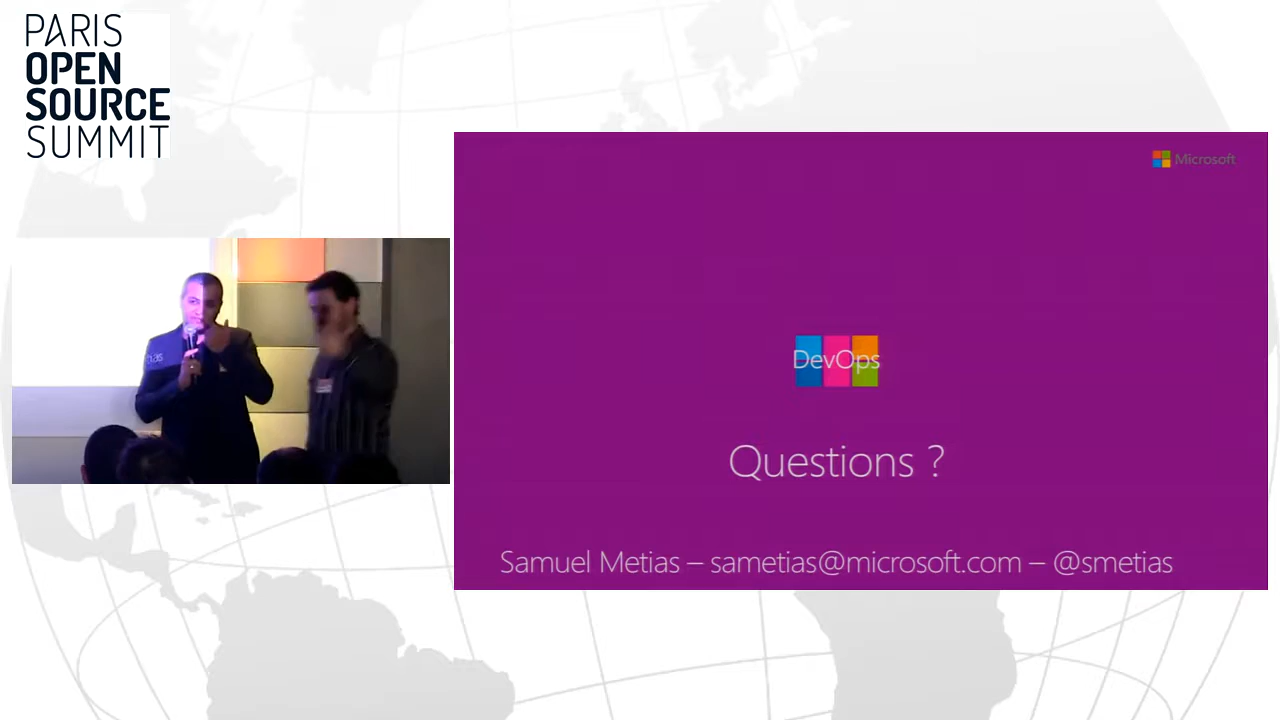 PARIS
OPEN
SOURCE
SUMMIT
Microsoft
DevOps
Questions ?
Samuel Metias – sametias@microsoft.com – @smetias